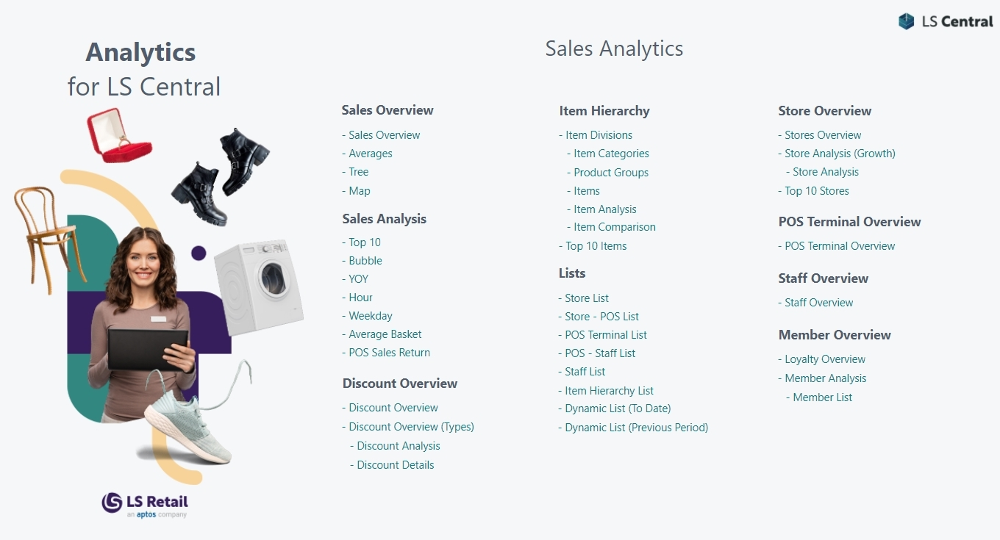 LS Central
Analytics
for LS Central
Sales Analytics
Sales Overview
- Sales Overview
- Averages
- Tree
- Map
Sales Analysis
- Top 10
- Bubble
- YOY
- Hour
- Weekday
- Average Basket
- POS Sales Return
Discount Overview
- Discount Overview
- Discount Overview (Types)
- Discount Analysis
- Discount Details
Item Hierarchy
- Item Divisions
- Item Categories
- Product Groups
- Items
- Item Analysis
- Item Comparison
- Top 10 Items
Lists
- Store List
- Store - POS List
- POS Terminal List
- POS - Staff List
- Staff List
- Item Hierarchy List
- Dynamic List (To Date)
- Dynamic List (Previous Period)
Store Overview
- Stores Overview
- Store Analysis (Growth)
- Store Analysis
- Top 10 Stores
POS Terminal Overview
- POS Terminal Overview
Staff Overview
- Staff Overview
Member Overview
- Loyalty Overview
- Member Analysis
- Member List
LS Retail
an aptos company